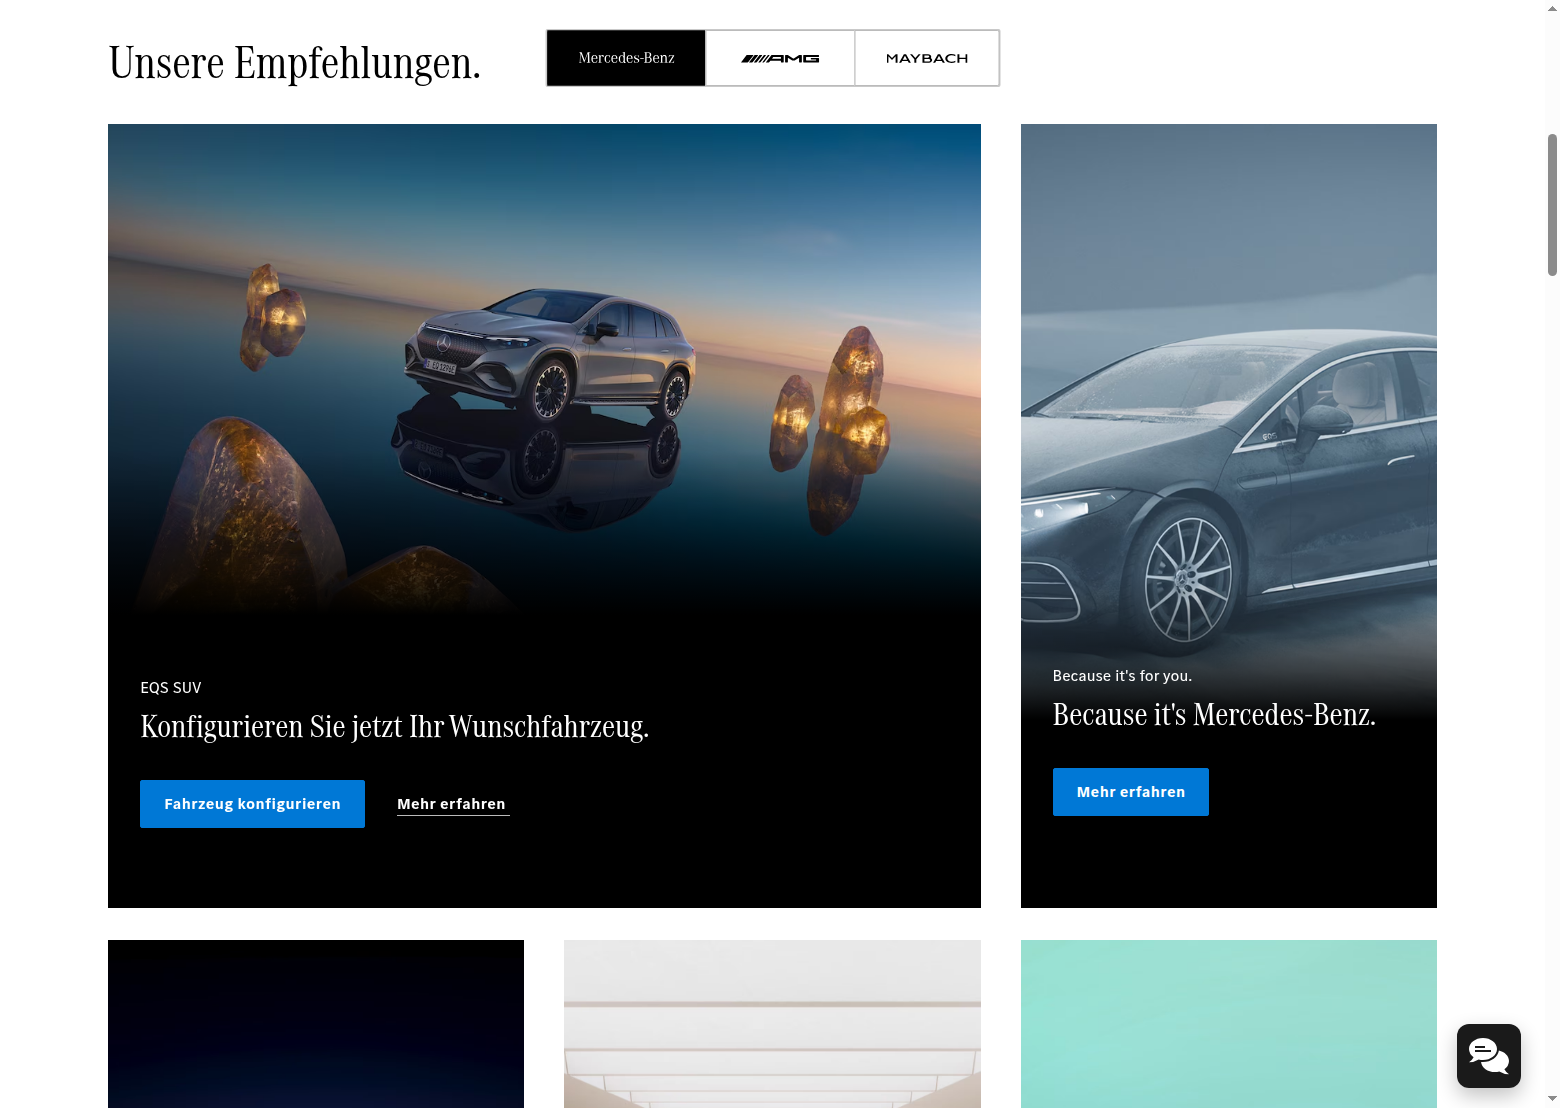 Unsere Empfehlungen.
Mercedes-Benz
AMG
MAYBACH
EQS SUV
Konfigurieren Sie jetzt Ihr Wunschfahrzeug.
Fahrzeug konfigurieren
Mehr erfahren
EQS
Because it's for you.
Because it's Mercedes-Benz.
Mehr erfahren